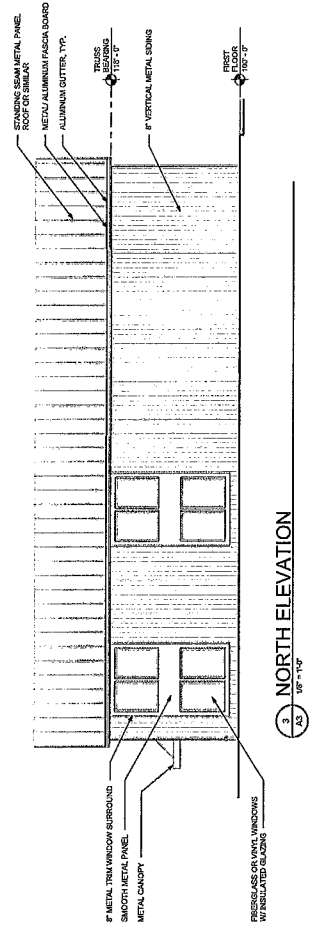 STANDING SEAM METAL PANEL
ROOF OR SIMILAR
METAL/ ALUMINUM FASCIA BOARD
ALUMINUM GUTTER, TYP.
TRUSS
BEARING
118' - 0"
8" VERTICAL METAL SIDING
FIRST
FLOOR
100' - 0"
8" METAL TRIM WINDOW SURROUND
SMOOTH METAL PANEL
METAL CANOPY
FIBERGLASS OR VINYL WINDOWS
W/ INSULATED GLAZING
3
A3
NORTH ELEVATION
1/8" = 1'-0"